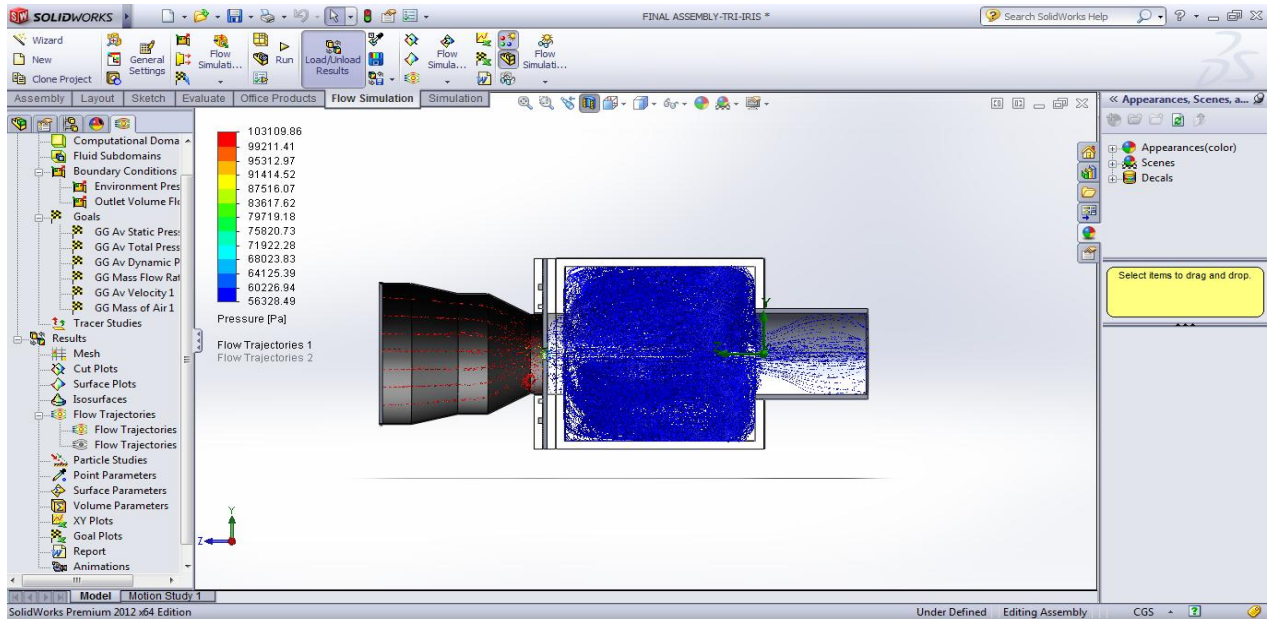 SOLIDWORKS
FINAL ASSEMBLY-TRI-IRIS *
Search SolidWorks Help
Wizard
New
Clone Project
General Settings
Flow Simulati...
Run
Load/Unload Results
Flow Simula...
Flow Simulati...
Assembly Layout Sketch Evaluate Office Products Flow Simulation Simulation
Computational Doma
Fluid Subdomains
Boundary Conditions
Environment Pres
Outlet Volume Flo
Goals
GG Av Static Pres
GG Av Total Press
GG Av Dynamic P
GG Mass Flow Rat
GG Av Velocity 1
GG Mass of Air 1
Tracer Studies
Results
Mesh
Cut Plots
Surface Plots
Isosurfaces
Flow Trajectories
Flow Trajectories
Flow Trajectories
Particle Studies
Point Parameters
Surface Parameters
Volume Parameters
XY Plots
Goal Plots
Report
Animations
103109.86
99211.41
95312.97
91414.52
87516.07
83617.62
79719.18
75820.73
71922.28
68023.83
64125.39
60226.94
56328.49
Pressure [Pa]
Flow Trajectories 1
Flow Trajectories 2
Y
Y
Z
« Appearances, Scenes, a...
Appearances(color)
Scenes
Decals
Select items to drag and drop.
Model Motion Study 1
SolidWorks Premium 2012 x64 Edition
Under Defined Editing Assembly CGS